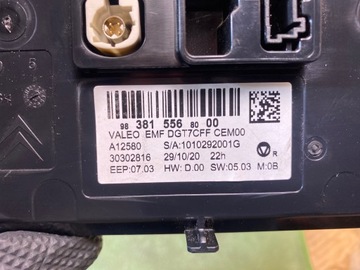 98 381 556 80 00
VALEO EMF DGT7CFF CEM00
A12580 S/A:1010292001G
30302816 29/10/20 22h
EEP:07.03 HW: D.00 SW:05.03 M:0B
R